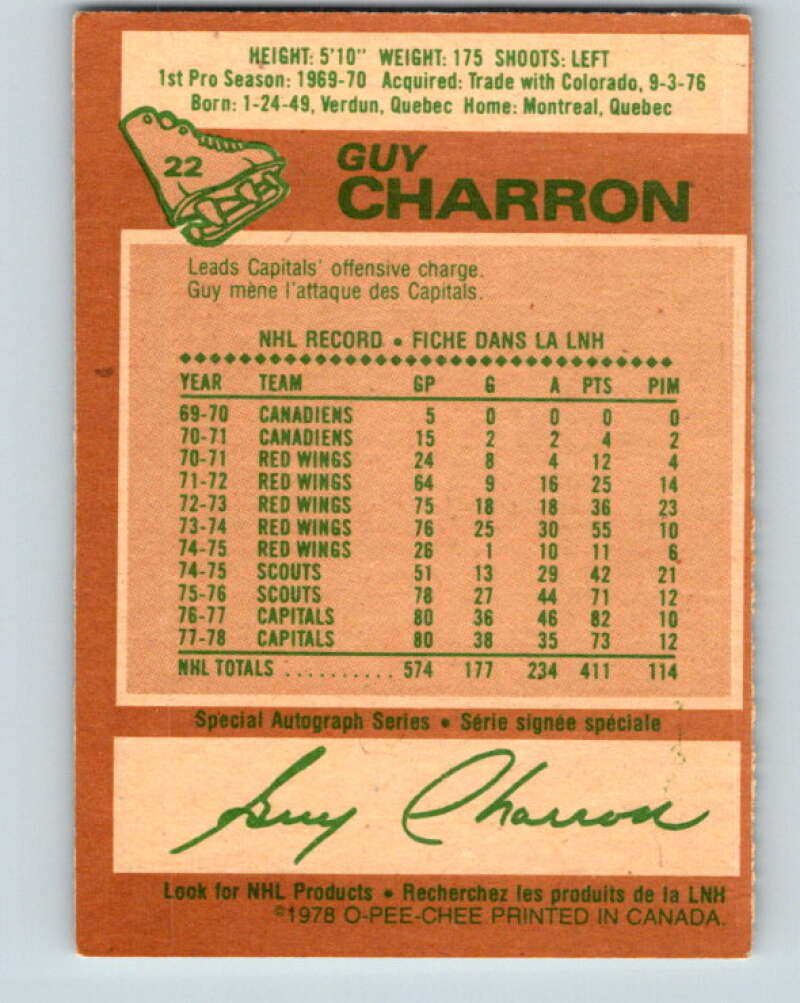 HEIGHT: 5'10" WEIGHT: 175 SHOOTS: LEFT
1st Pro Season: 1969-70 Acquired: Trade with Colorado, 9-3-76
Born: 1-24-49, Verdun, Quebec Home: Montreal, Quebec
22
GUY
CHARRON
Leads Capitals' offensive charge.
Guy mène l'attaque des Capitals.
NHL RECORD • FICHE DANS LA LNH
YEAR TEAM GP G A PTS PIM
69-70 CANADIENS 5 0 0 0 0
70-71 CANADIENS 15 2 2 4 2
70-71 RED WINGS 24 8 4 12 4
71-72 RED WINGS 64 9 16 25 14
72-73 RED WINGS 75 18 18 36 23
73-74 RED WINGS 76 25 30 55 10
74-75 RED WINGS 26 1 10 11 6
74-75 SCOUTS 51 13 29 42 21
75-76 SCOUTS 78 27 44 71 12
76-77 CAPITALS 80 36 46 82 10
77-78 CAPITALS 80 38 35 73 12
NHL TOTALS .......... 574 177 234 411 114
Special Autograph Series • Série signée spéciale
Guy Charron
Look for NHL Products • Recherchez les produits de la LNH
©1978 O-PEE-CHEE PRINTED IN CANADA.